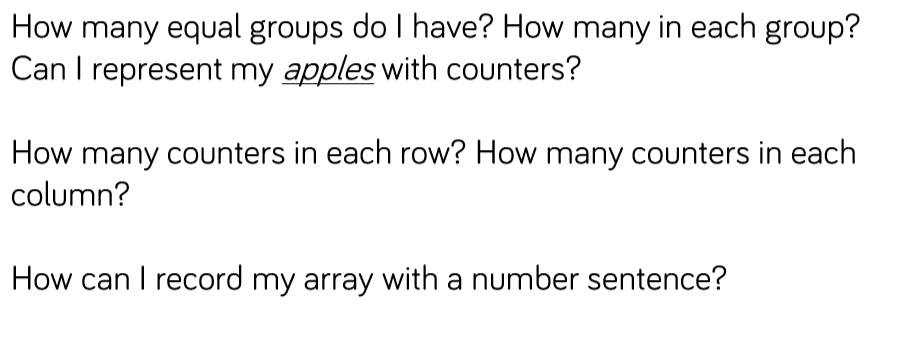 How many equal groups do I have? How many in each group?
Can I represent my apples with counters?
How many counters in each row? How many counters in each
column?
How can I record my array with a number sentence?